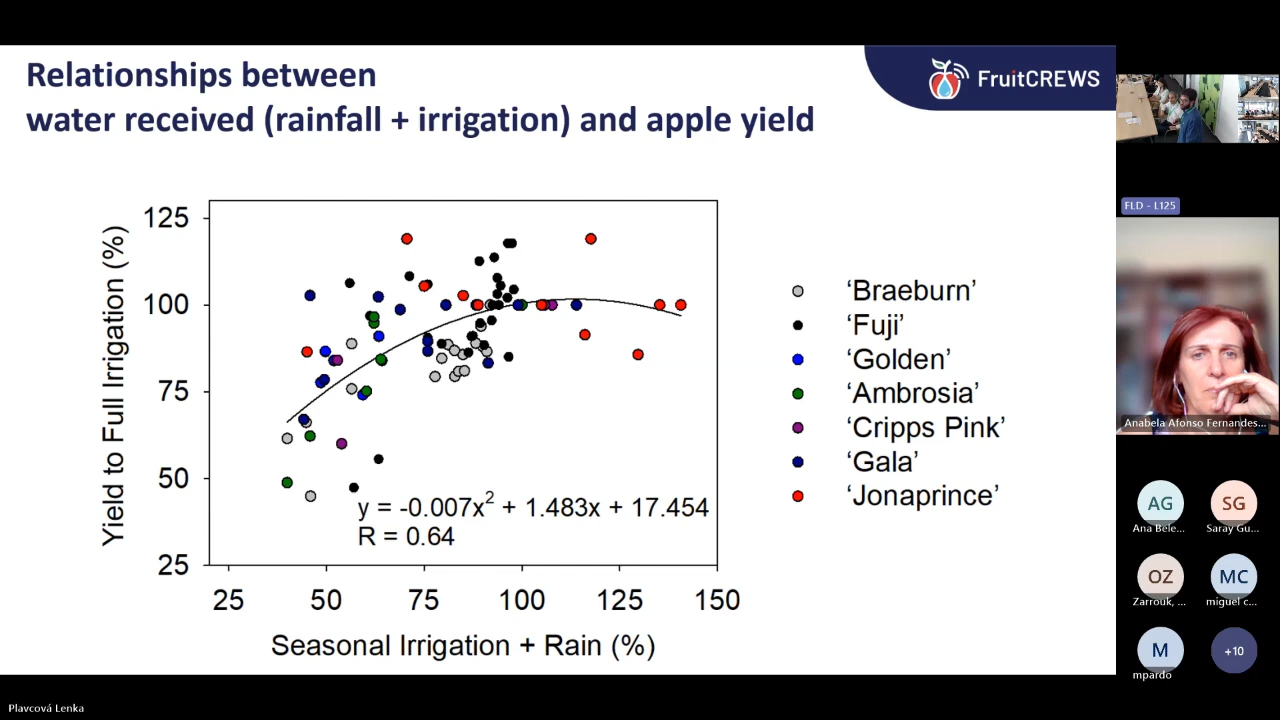 Relationships between
water received (rainfall + irrigation) and apple yield
FruitCREWS
Yield to Full Irrigation (%)
125
100
75
50
25
y = -0.007x² + 1.483x + 17.454
R = 0.64
25 50 75 100 125 150
Seasonal Irrigation + Rain (%)
‘Braeburn’
‘Fuji’
‘Golden’
‘Ambrosia’
‘Cripps Pink’
‘Gala’
‘Jonaprince’
FLD - L125
Anabela Afonso Fernandes...
AG
Ana Bele...
SG
Saray Gu...
OZ
Zarrouk, ...
MC
miguel c...
M
mpardo
+10
Plavcová Lenka